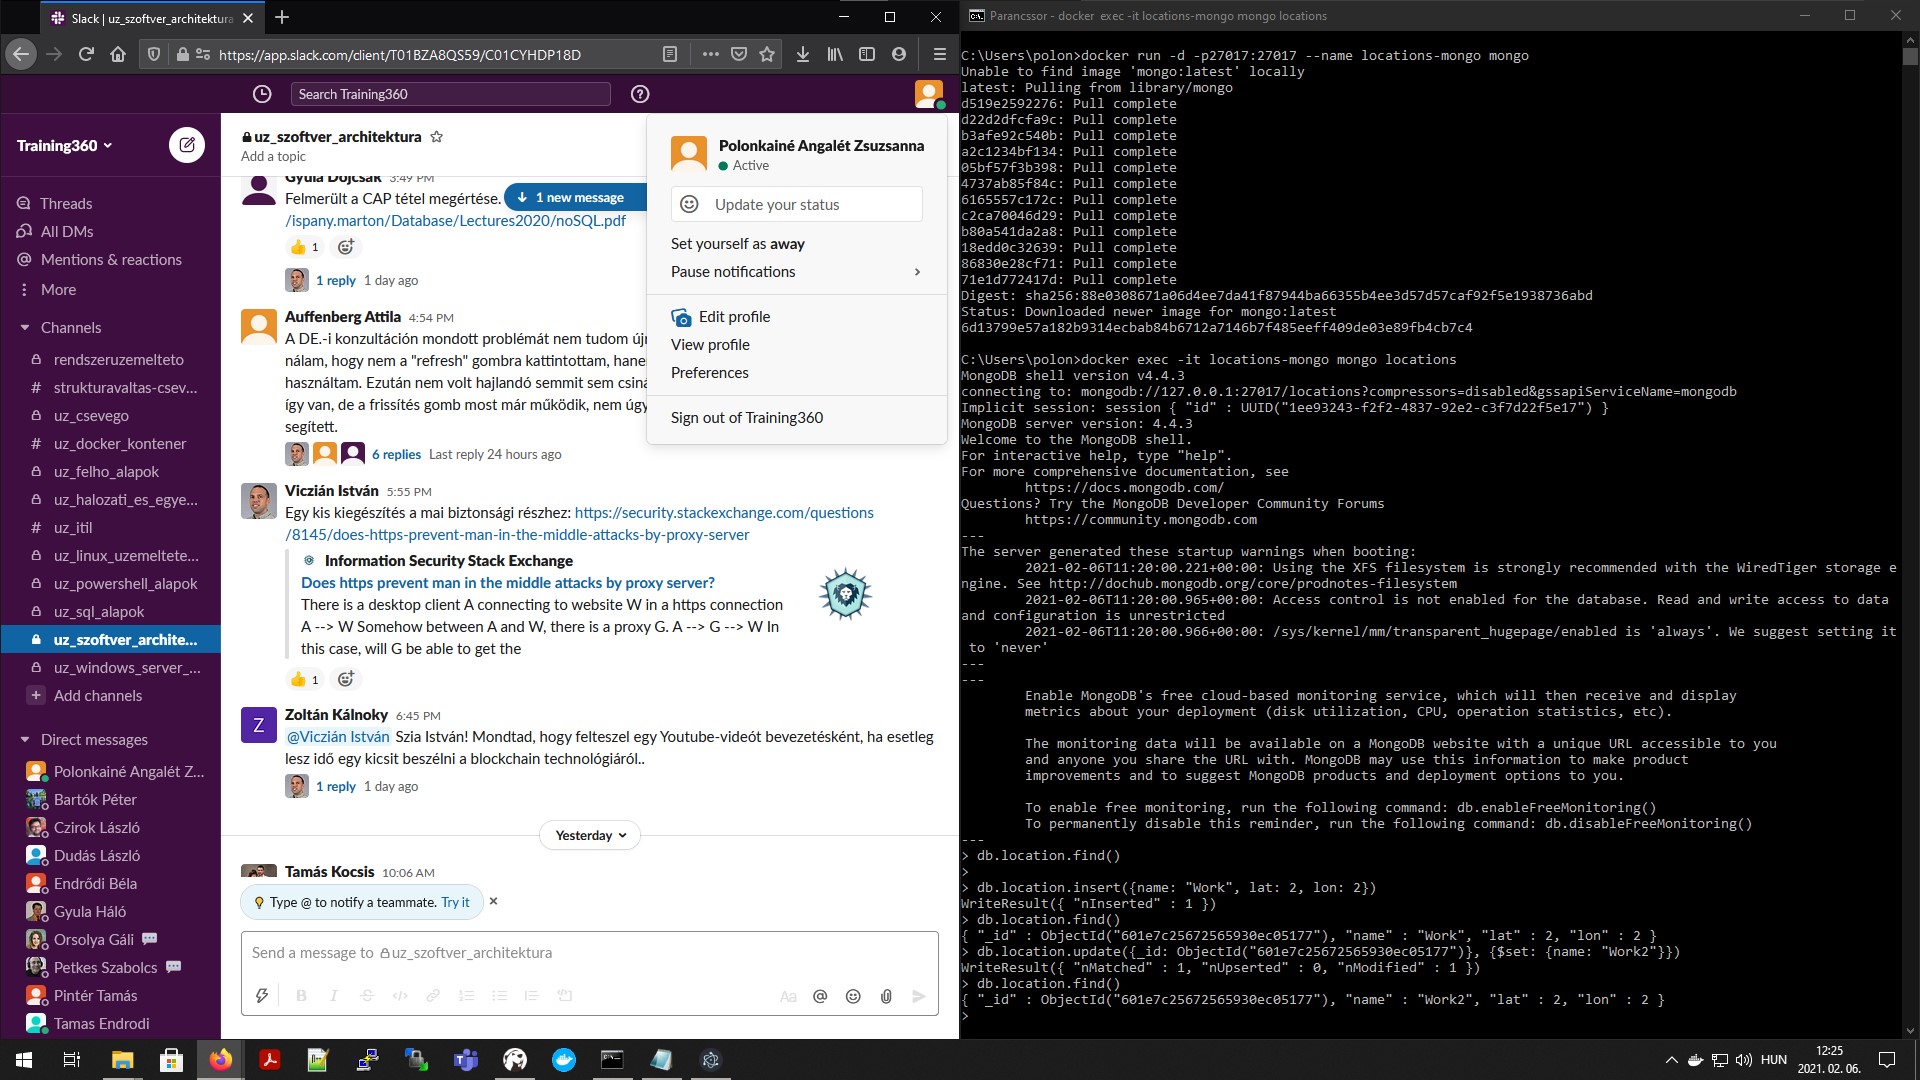 Slack | uz_szoftver_architektura
https://app.slack.com/client/T01BZA8QS59/C01CYHDP18D
Search Training360
Training360
Threads
All DMs
Mentions & reactions
More
Channels
rendszeruzemelteto
strukturavaltas-csev...
uz_csevego
uz_docker_kontener
uz_felho_alapok
uz_halozati_es_egye...
uz_itil
uz_linux_uzemeltete...
uz_powershell_alapok
uz_sql_alapok
uz_szoftver_archite...
uz_windows_server_...
Add channels
Direct messages
Polonkainé Angalét Z...
Bartók Péter
Czirok László
Dudás László
Endrődi Béla
Gyula Háló
Orsolya Gáli
Petkes Szabolcs
Pintér Tamás
Tamas Endrodi
uz_szoftver_architektura
Add a topic
Gyula Dojcsák 3:49 PM
Felmerült a CAP tétel megértése.
1 new message
/ispany.marton/Database/Lectures2020/noSQL.pdf
1
1 reply 1 day ago
Auffenberg Attila 4:54 PM
A DE.-i konzultáción mondott problémát nem tudom újr
nálam, hogy nem a "refresh" gombra kattintottam, hane
használtam. Ezután nem volt hajlandó semmit sem csiná
így van, de a frissítés gomb most már működik, nem úgy
segített.
6 replies Last reply 24 hours ago
Viczián István 5:55 PM
Egy kis kiegészítés a mai biztonsági részhez: https://security.stackexchange.com/questions
/8145/does-https-prevent-man-in-the-middle-attacks-by-proxy-server
Information Security Stack Exchange
Does https prevent man in the middle attacks by proxy server?
There is a desktop client A connecting to website W in a https connection
A --> W Somehow between A and W, there is a proxy G. A --> G --> W In
this case, will G be able to get the
1
Z
Zoltán Kálnoky 6:45 PM
@Viczián István Szia István! Mondtad, hogy felteszel egy Youtube-videót bevezetésként, ha esetleg
lesz idő egy kicsit beszélni a blockchain technológiáról..
1 reply 1 day ago
Yesterday
Tamás Kocsis 10:06 AM
Type @ to notify a teammate. Try it
Send a message to uz_szoftver_architektura
Polonkainé Angalét Zsuzsanna
Active
Update your status
Set yourself as away
Pause notifications
Edit profile
View profile
Preferences
Sign out of Training360
Parancssor - docker exec -it locations-mongo mongo locations
C:\Users\polon>docker run -d -p27017:27017 --name locations-mongo mongo
Unable to find image 'mongo:latest' locally
latest: Pulling from library/mongo
d519e2592276: Pull complete
d22d2dfcfa9c: Pull complete
b3afe92c540b: Pull complete
a2c1234bf134: Pull complete
05bf57f3b398: Pull complete
4737ab85f84c: Pull complete
6165557c172c: Pull complete
c2ca70046d29: Pull complete
b80a541da2a8: Pull complete
18edd0c32639: Pull complete
86830e28cf71: Pull complete
71e1d772417d: Pull complete
Digest: sha256:88e0308671a06d4ee7da41f87944ba66355b4ee3d57d57caf92f5e1938736abd
Status: Downloaded newer image for mongo:latest
6d13799e57a182b9314ecbab84b6712a7146b7f485eeff409de03e89fb4cb7c4
C:\Users\polon>docker exec -it locations-mongo mongo locations
MongoDB shell version v4.4.3
connecting to: mongodb://127.0.0.1:27017/locations?compressors=disabled&gssapiServiceName=mongodb
Implicit session: session { "id" : UUID("1ee93243-f2f2-4837-92e2-c3f7d22f5e17") }
MongoDB server version: 4.4.3
Welcome to the MongoDB shell.
For interactive help, type "help".
For more comprehensive documentation, see
https://docs.mongodb.com/
Questions? Try the MongoDB Developer Community Forums
https://community.mongodb.com
---
The server generated these startup warnings when booting:
2021-02-06T11:20:00.221+00:00: Using the XFS filesystem is strongly recommended with the WiredTiger storage e
ngine. See http://dochub.mongodb.org/core/prodnotes-filesystem
2021-02-06T11:20:00.965+00:00: Access control is not enabled for the database. Read and write access to data
and configuration is unrestricted
2021-02-06T11:20:00.966+00:00: /sys/kernel/mm/transparent_hugepage/enabled is 'always'. We suggest setting it
to 'never'
---
---
Enable MongoDB's free cloud-based monitoring service, which will then receive and display
metrics about your deployment (disk utilization, CPU, operation statistics, etc).
The monitoring data will be available on a MongoDB website with a unique URL accessible to you
and anyone you share the URL with. MongoDB may use this information to make product
improvements and to suggest MongoDB products and deployment options to you.
To enable free monitoring, run the following command: db.enableFreeMonitoring()
To permanently disable this reminder, run the following command: db.disableFreeMonitoring()
---
> db.location.find()
>
> db.location.insert({name: "Work", lat: 2, lon: 2})
WriteResult({ "nInserted" : 1 })
> db.location.find()
{ "_id" : ObjectId("601e7c25672565930ec05177"), "name" : "Work", "lat" : 2, "lon" : 2 }
> db.location.update({_id: ObjectId("601e7c25672565930ec05177")}, {$set: {name: "Work2"}})
WriteResult({ "nMatched" : 1, "nUpserted" : 0, "nModified" : 1 })
> db.location.find()
{ "_id" : ObjectId("601e7c25672565930ec05177"), "name" : "Work2", "lat" : 2, "lon" : 2 }
>
HUN
12:25
2021. 02. 06.